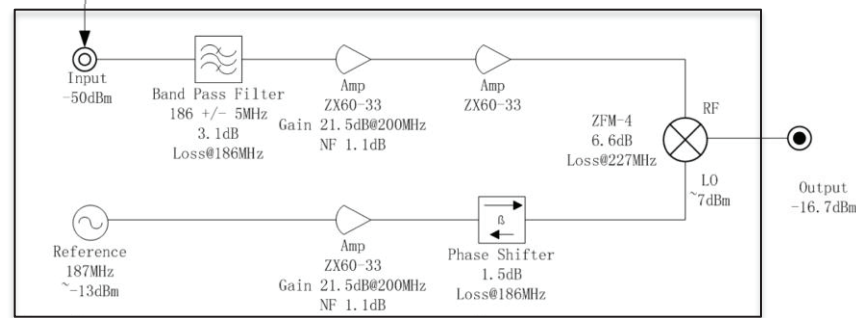 Input
-50dBm
Band Pass Filter
186 +/- 5MHz
3.1dB
Loss@186MHz
Amp
ZX60-33
Gain 21.5dB@200MHz
NF 1.1dB
Amp
ZX60-33
ZFM-4
6.6dB
Loss@227MHz
RF
LO
~7dBm
Output
-16.7dBm
Reference
187MHz
~-13dBm
Amp
ZX60-33
Gain 21.5dB@200MHz
NF 1.1dB
ß
Phase Shifter
1.5dB
Loss@186MHz